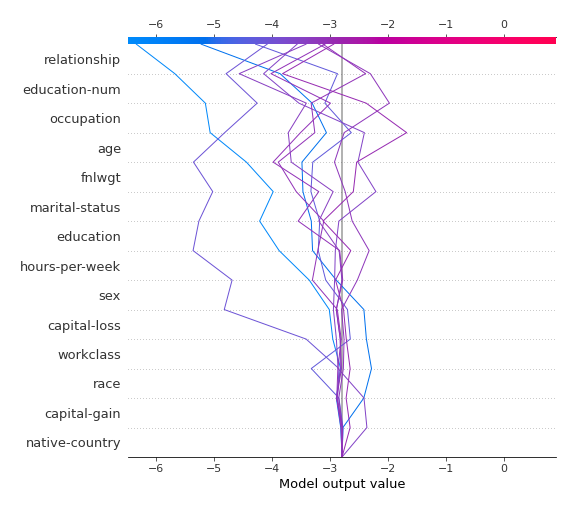 −6 −5 −4 −3 −2 −1 0
relationship
education-num
occupation
age
fnlwgt
marital-status
education
hours-per-week
sex
capital-loss
workclass
race
capital-gain
native-country
−6 −5 −4 −3 −2 −1 0
Model output value